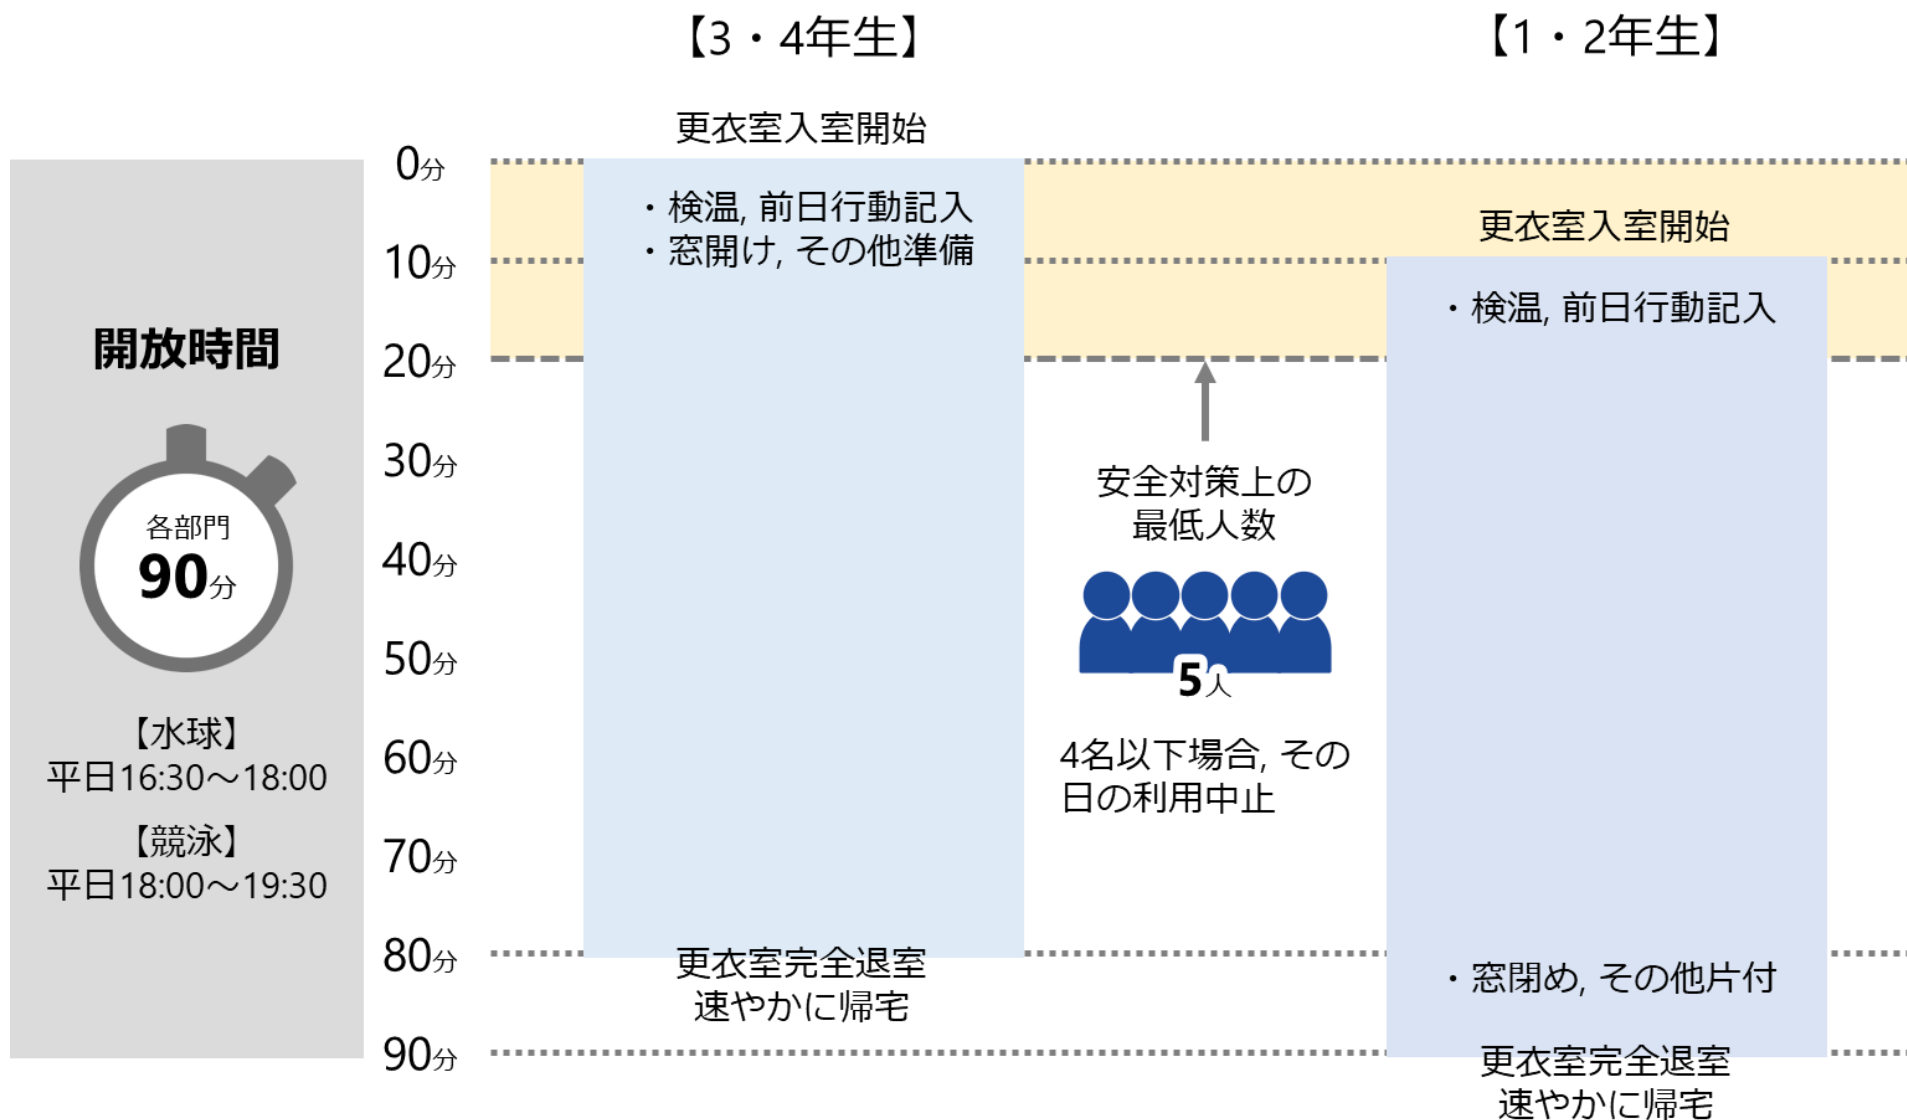 【3・4年生】
【1・2年生】
更衣室入室開始
0分
・検温, 前日行動記入
・窓開け, その他準備
更衣室入室開始
10分
・検温, 前日行動記入
20分
開放時間
30分
安全対策上の
最低人数
各部門
90分
40分
50分
5人
【水球】
平日16:30～18:00
60分
4名以下場合, その
日の利用中止
【競泳】
平日18:00～19:30
70分
80分
更衣室完全退室
速やかに帰宅
・窓閉め, その他片付
90分
更衣室完全退室
速やかに帰宅